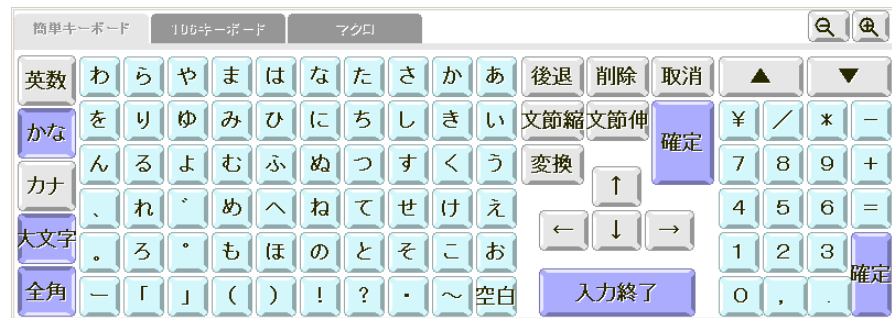 簡単キーボード 106キーボード マクロ
英数 わ ら や ま は な た さ か あ 後退 削除 取消 ▲ ▼
かな を り ゆ み ひ に ち し き い 文節縮 文節伸 確定 ¥ / * −
ん る よ む ふ ぬ つ す く う 変換 7 8 9 +
カナ 、 れ ゛ め へ ね て せ け え ↑ 4 5 6 =
大文字 。 ろ ゜ も ほ の と そ こ お ← ↓ → 1 2 3 確定
全角 ー 「 」 ( ) ! ? ・ ~ 空白 入力終了 0 , .